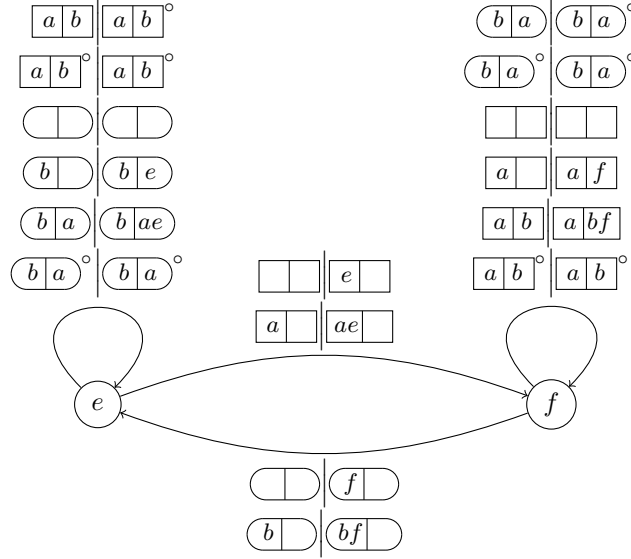 a b | a b °
a b ° | a b °
|
b | b e
b a | b ae
b a ° | b a °
b a | b a °
b a ° | b a °
|
a | a f
a b | a bf
a b ° | a b °
| e
a | ae
e
f
| f
b | bf